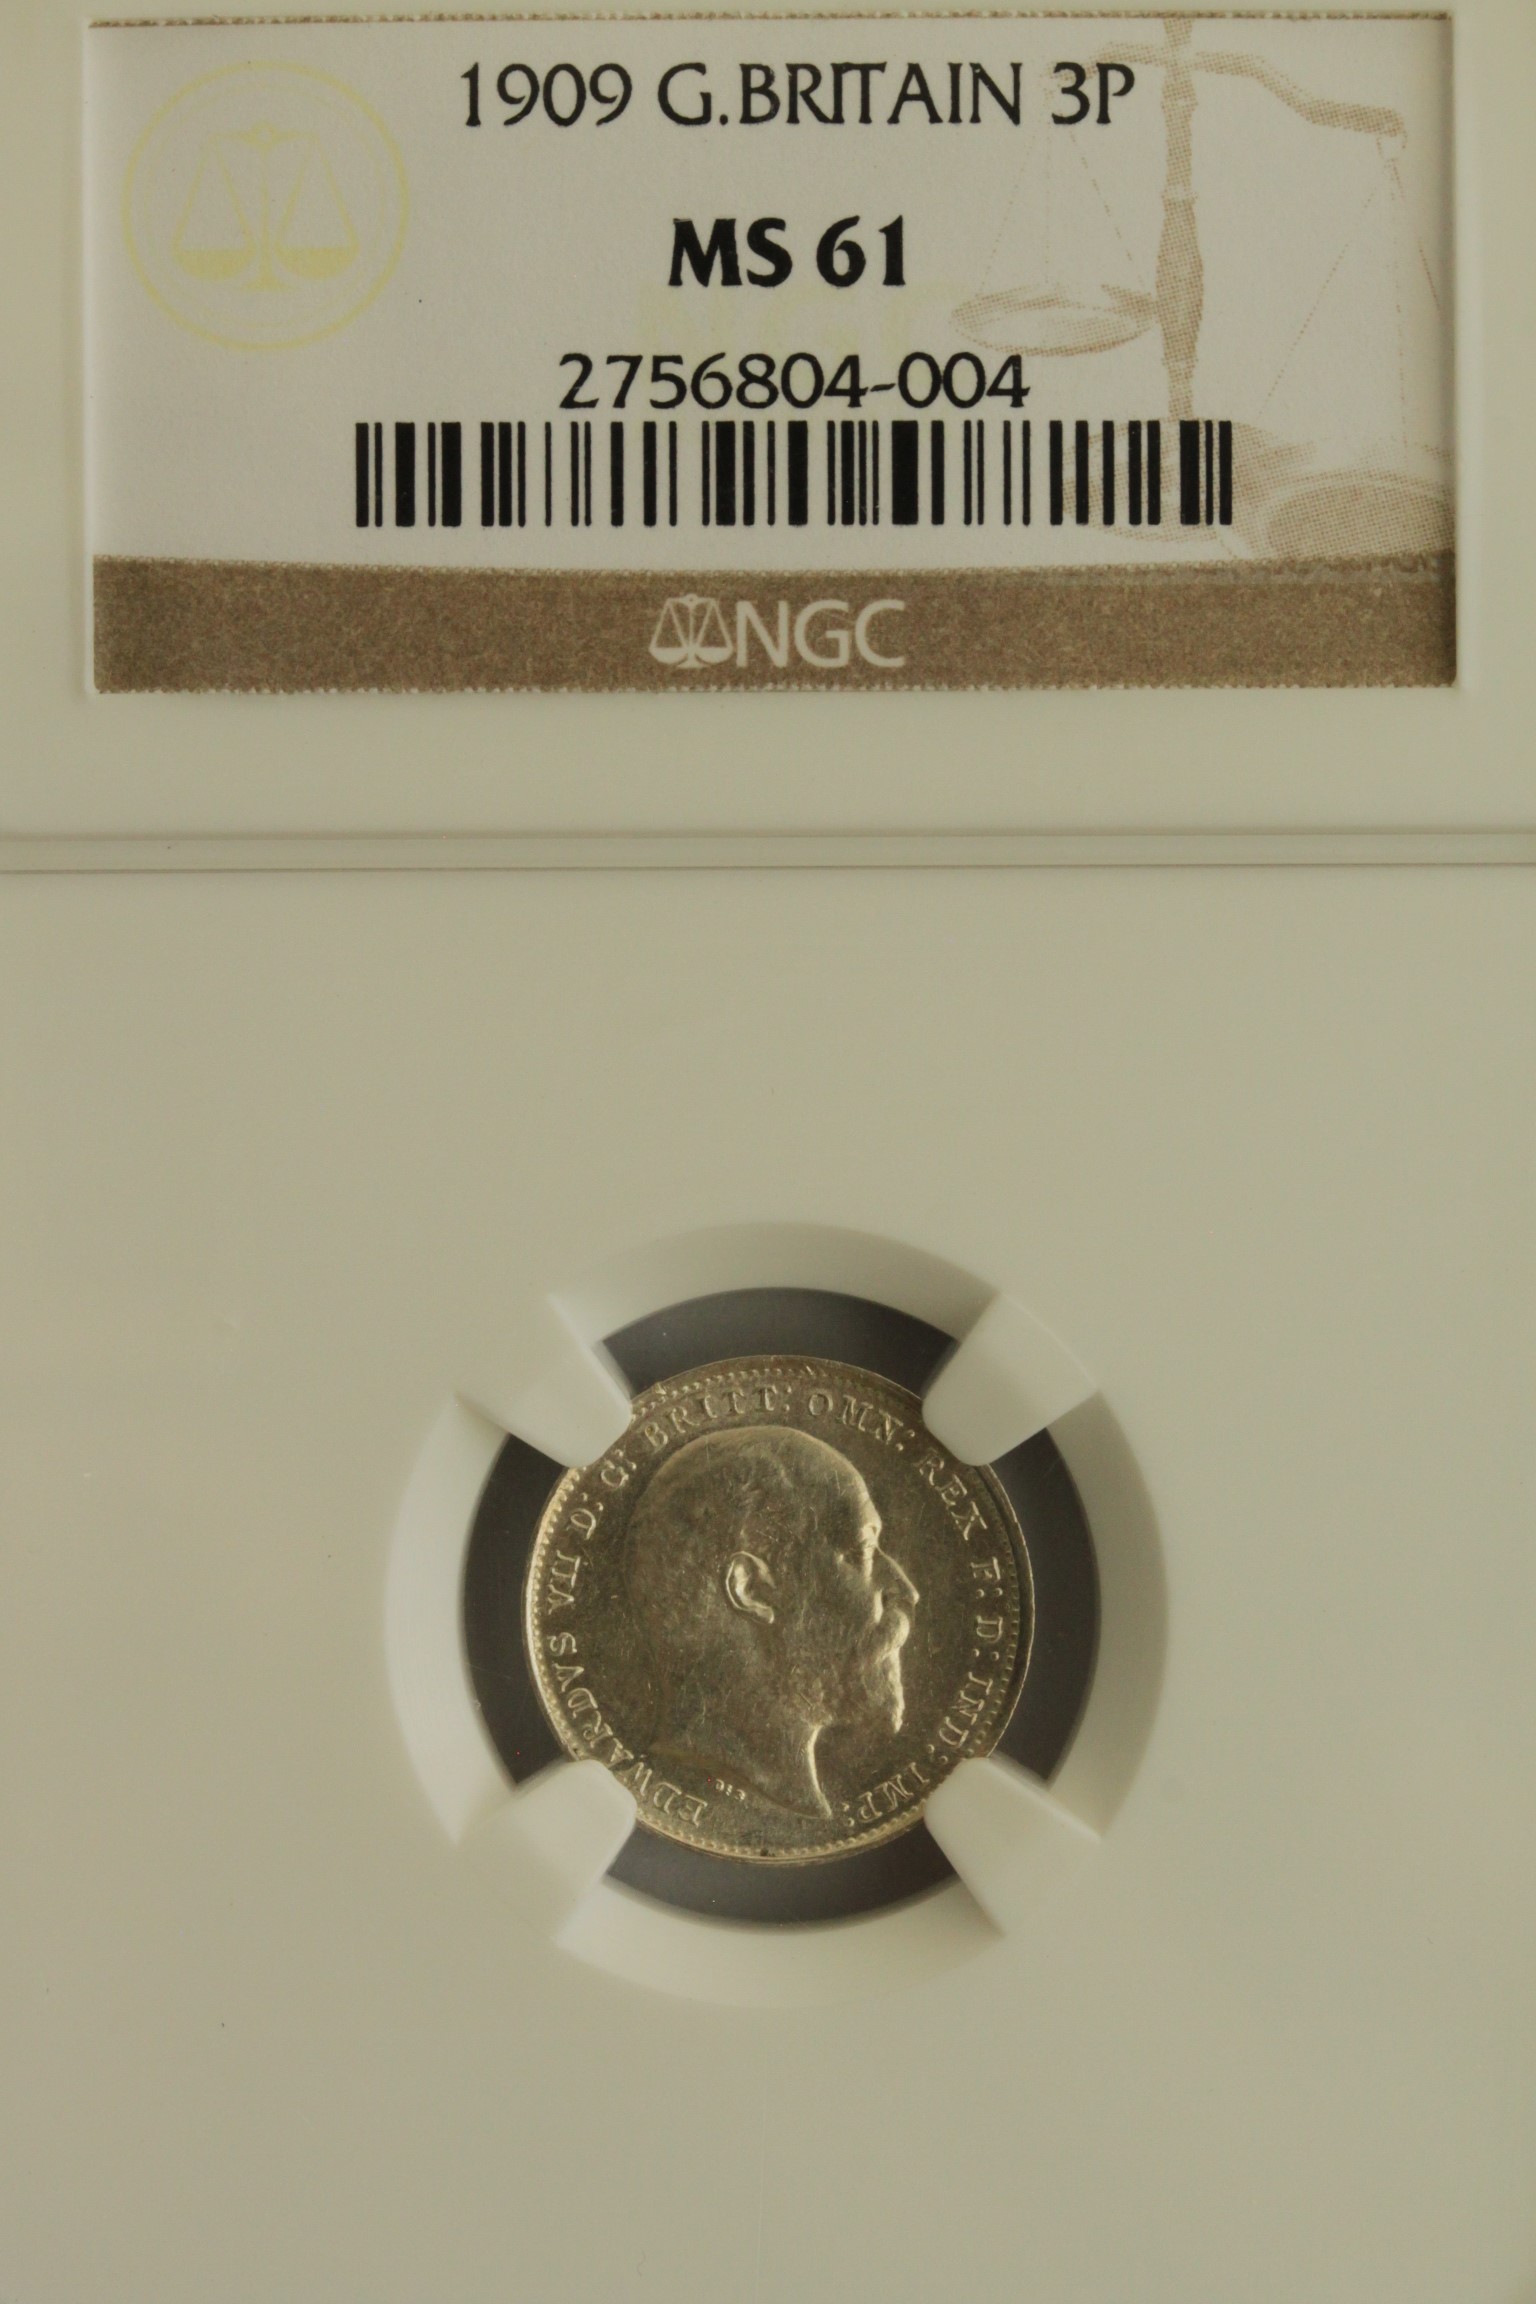 1909 G.BRITAIN 3P
MS 61
2756804-004
NGC
EDWARDVS VII D: G: BRITT: OMN: REX F: D: IND: IMP: